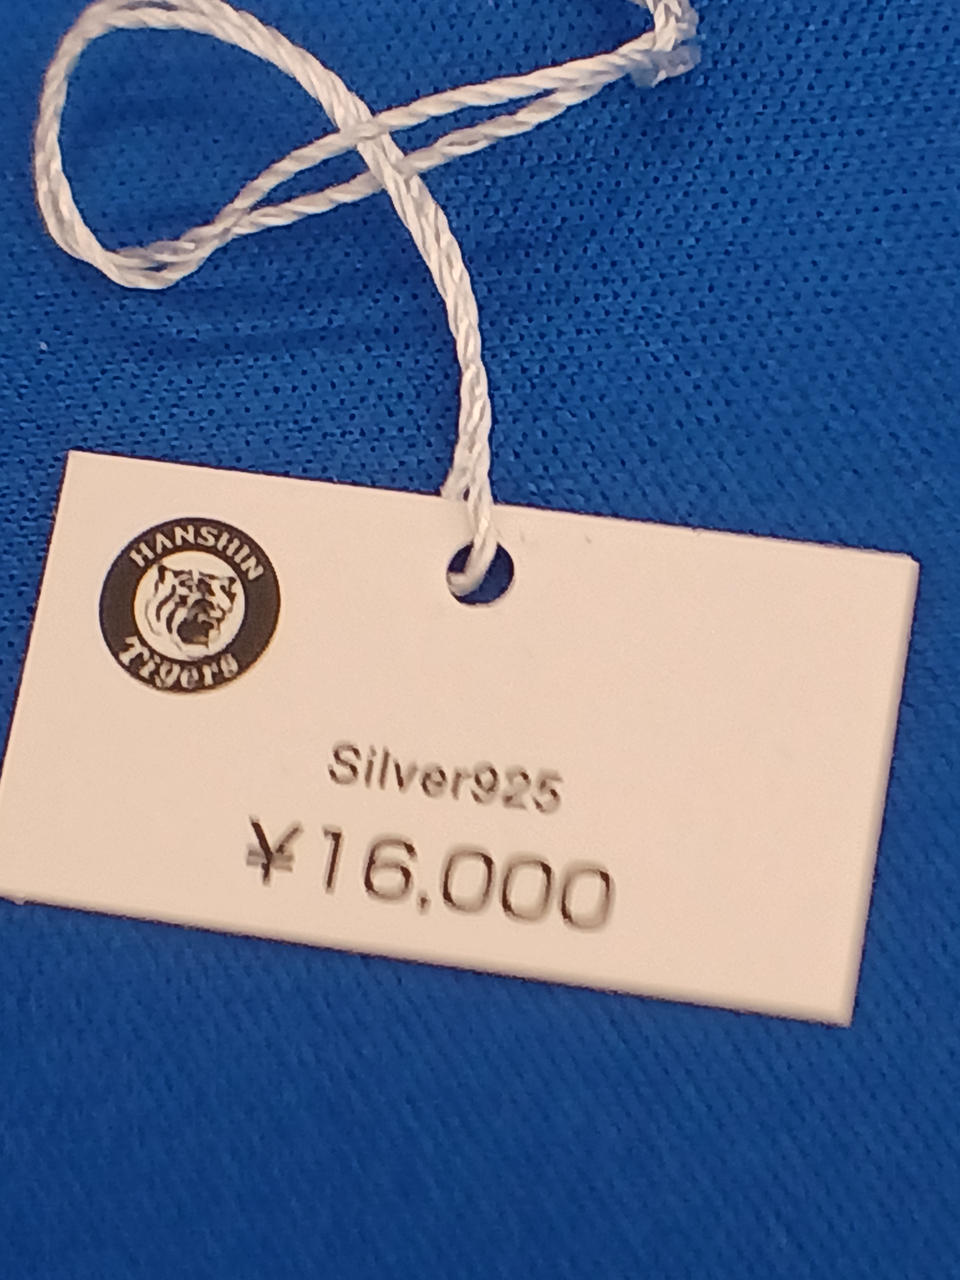 HANSHIN
Tigers
Silver925
¥16,000